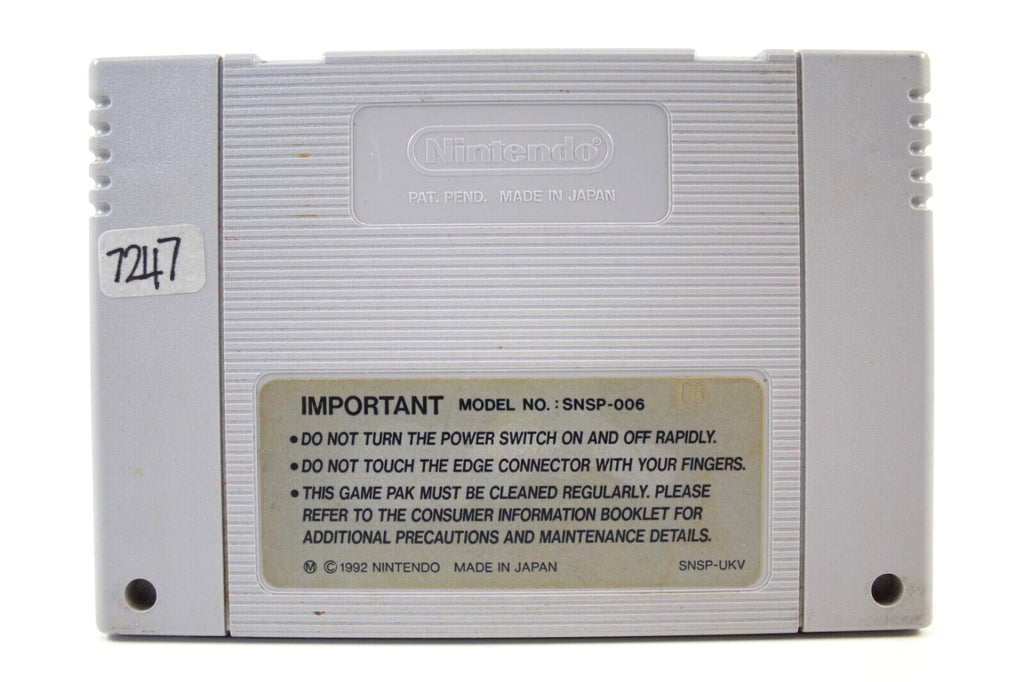 Nintendo®
PAT. PEND. MADE IN JAPAN
7247
IMPORTANT MODEL NO. : SNSP-006
06
• DO NOT TURN THE POWER SWITCH ON AND OFF RAPIDLY.
• DO NOT TOUCH THE EDGE CONNECTOR WITH YOUR FINGERS.
• THIS GAME PAK MUST BE CLEANED REGULARLY. PLEASE
REFER TO THE CONSUMER INFORMATION BOOKLET FOR
ADDITIONAL PRECAUTIONS AND MAINTENANCE DETAILS.
Ⓜ © 1992 NINTENDO MADE IN JAPAN SNSP-UKV